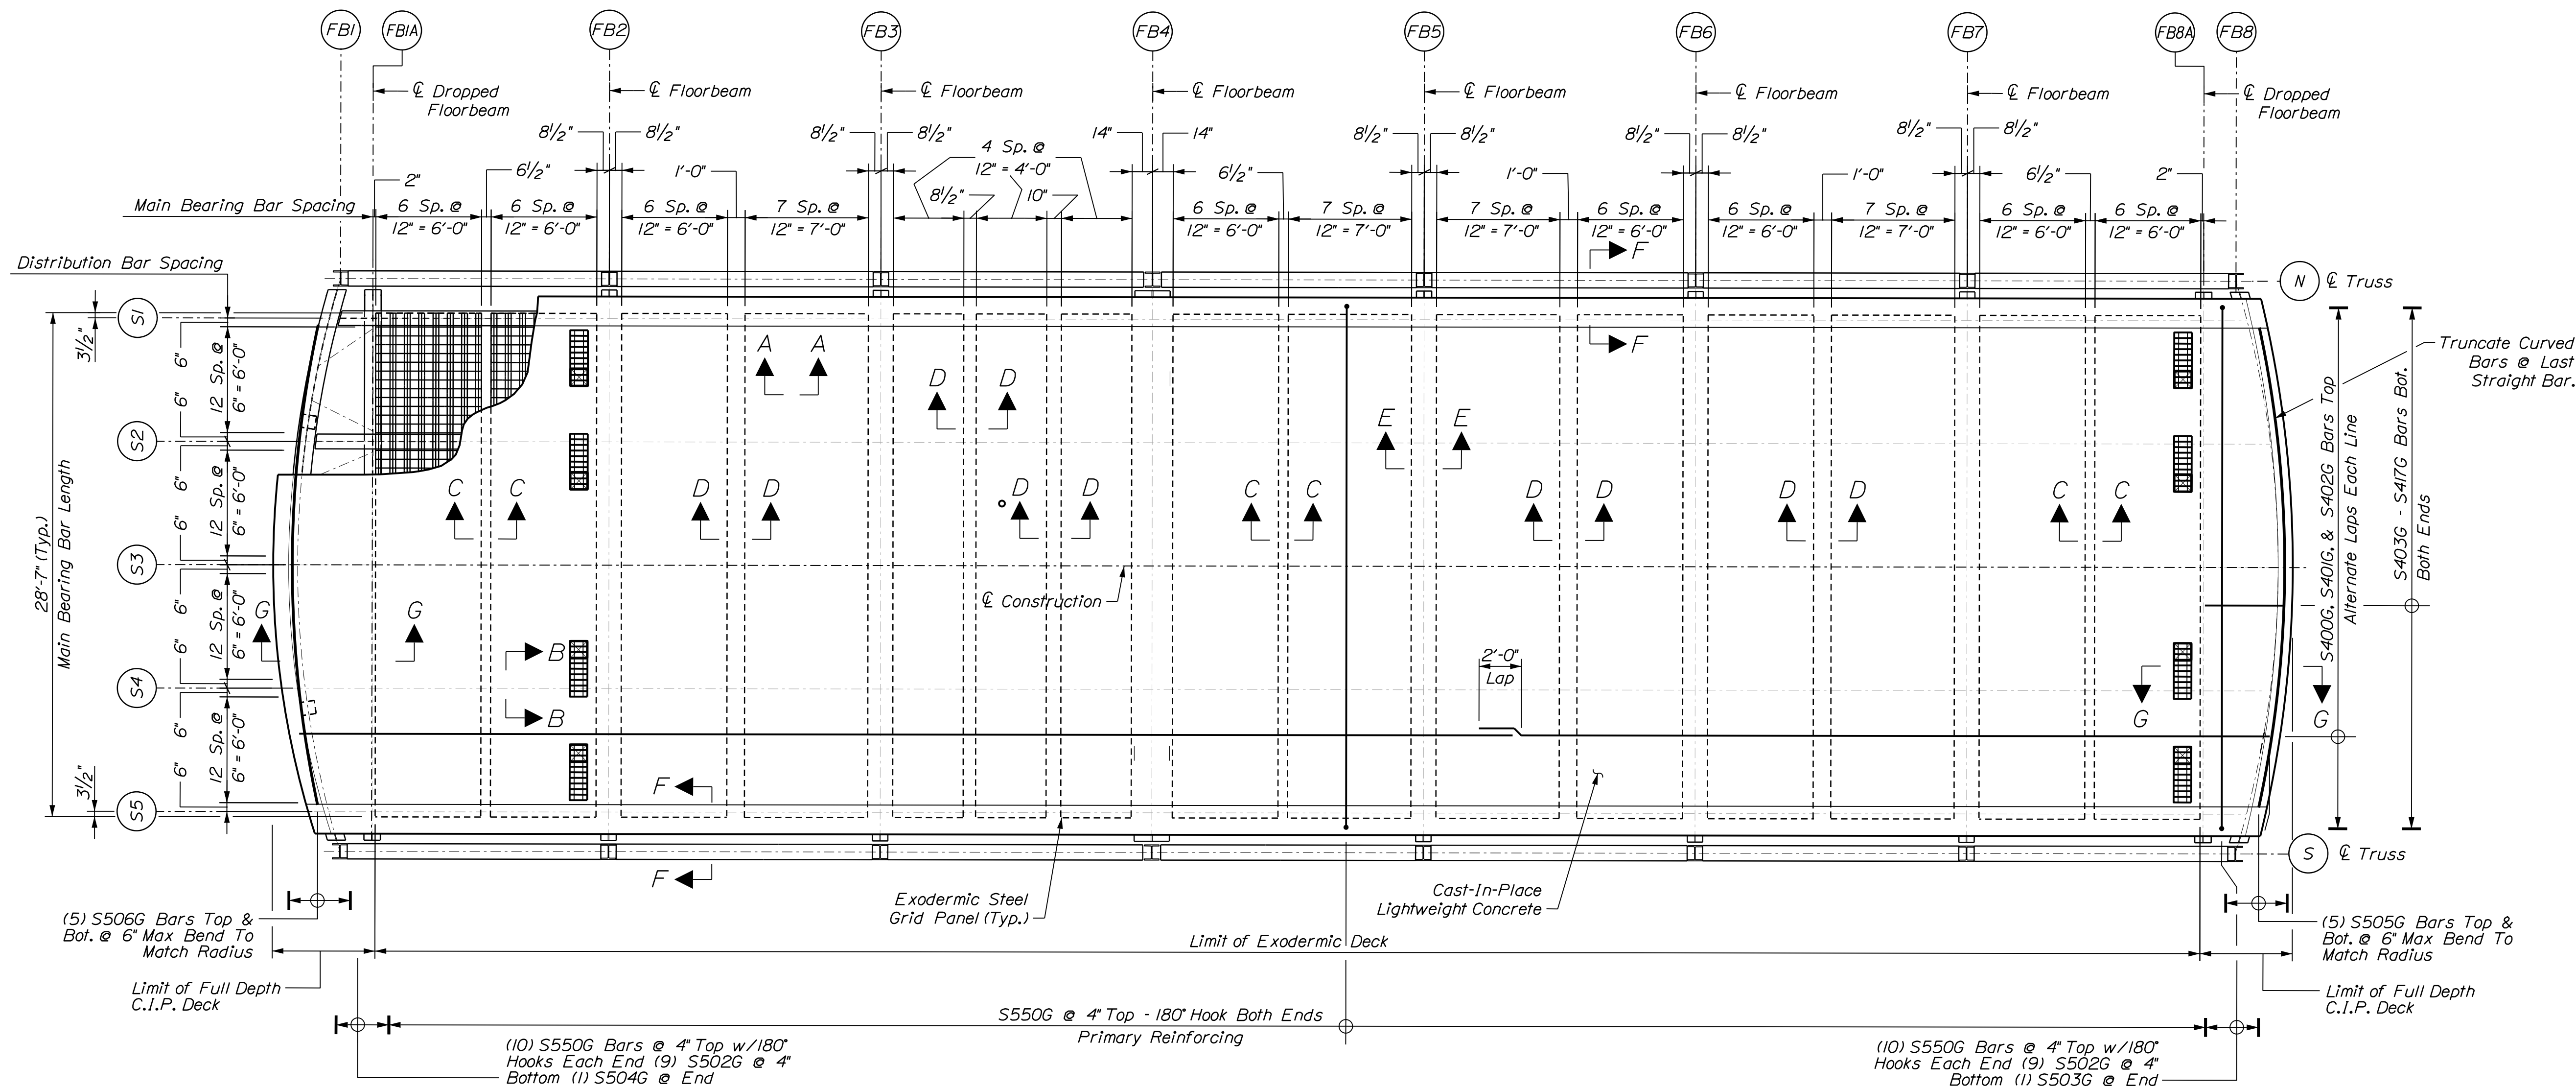 FB1
FB1A
FB2
FB3
FB4
FB5
FB6
FB7
FB8A
FB8
℄ Dropped
Floorbeam
℄ Floorbeam
℄ Floorbeam
℄ Floorbeam
℄ Floorbeam
℄ Floorbeam
℄ Floorbeam
℄ Dropped
Floorbeam
8½"
8½"
8½"
8½"
14"
14"
8½"
8½"
8½"
8½"
8½"
8½"
4 Sp. @
12" = 4'-0"
2"
6½"
1'-0"
8½"
10"
6½"
1'-0"
1'-0"
6½"
2"
Main Bearing Bar Spacing
6 Sp. @
12" = 6'-0"
6 Sp. @
12" = 6'-0"
6 Sp. @
12" = 6'-0"
7 Sp. @
12" = 7'-0"
6 Sp. @
12" = 6'-0"
7 Sp. @
12" = 7'-0"
7 Sp. @
12" = 7'-0"
6 Sp. @
12" = 6'-0"
6 Sp. @
12" = 6'-0"
7 Sp. @
12" = 7'-0"
6 Sp. @
12" = 6'-0"
6 Sp. @
12" = 6'-0"
Distribution Bar Spacing
F
N
℄ Truss
S1
3½"
F
A
A
D
D
Truncate Curved
Bars @ Last
Straight Bar.
6"
6"
12 Sp. @
6" = 6'-0"
S2
E
E
28'-7" (Typ.)
Main Bearing Bar Length
6"
6"
12 Sp. @
6" = 6'-0"
C
C
D
D
D
D
C
C
D
D
D
D
C
C
S400G, S401G, & S402G Bars Top
Alternate Laps Each Line
S403G - S417G Bars Bot.
Both Ends
S3
℄ Construction
G
G
6"
6"
12 Sp. @
6" = 6'-0"
B
B
2'-0"
Lap
S4
G
G
6"
6"
12 Sp. @
6" = 6'-0"
3½"
S5
F
F
S
℄ Truss
Exodermic Steel
Grid Panel (Typ.)
Cast-In-Place
Lightweight Concrete
(5) S506G Bars Top &
Bot. @ 6" Max Bend To
Match Radius
(5) S505G Bars Top &
Bot. @ 6" Max Bend To
Match Radius
Limit of Exodermic Deck
Limit of Full Depth
C.I.P. Deck
Limit of Full Depth
C.I.P. Deck
S550G @ 4" Top - 180° Hook Both Ends
Primary Reinforcing
(10) S550G Bars @ 4" Top w/180°
Hooks Each End (9) S502G @ 4"
Bottom (1) S504G @ End
(10) S550G Bars @ 4" Top w/180°
Hooks Each End (9) S502G @ 4"
Bottom (1) S503G @ End